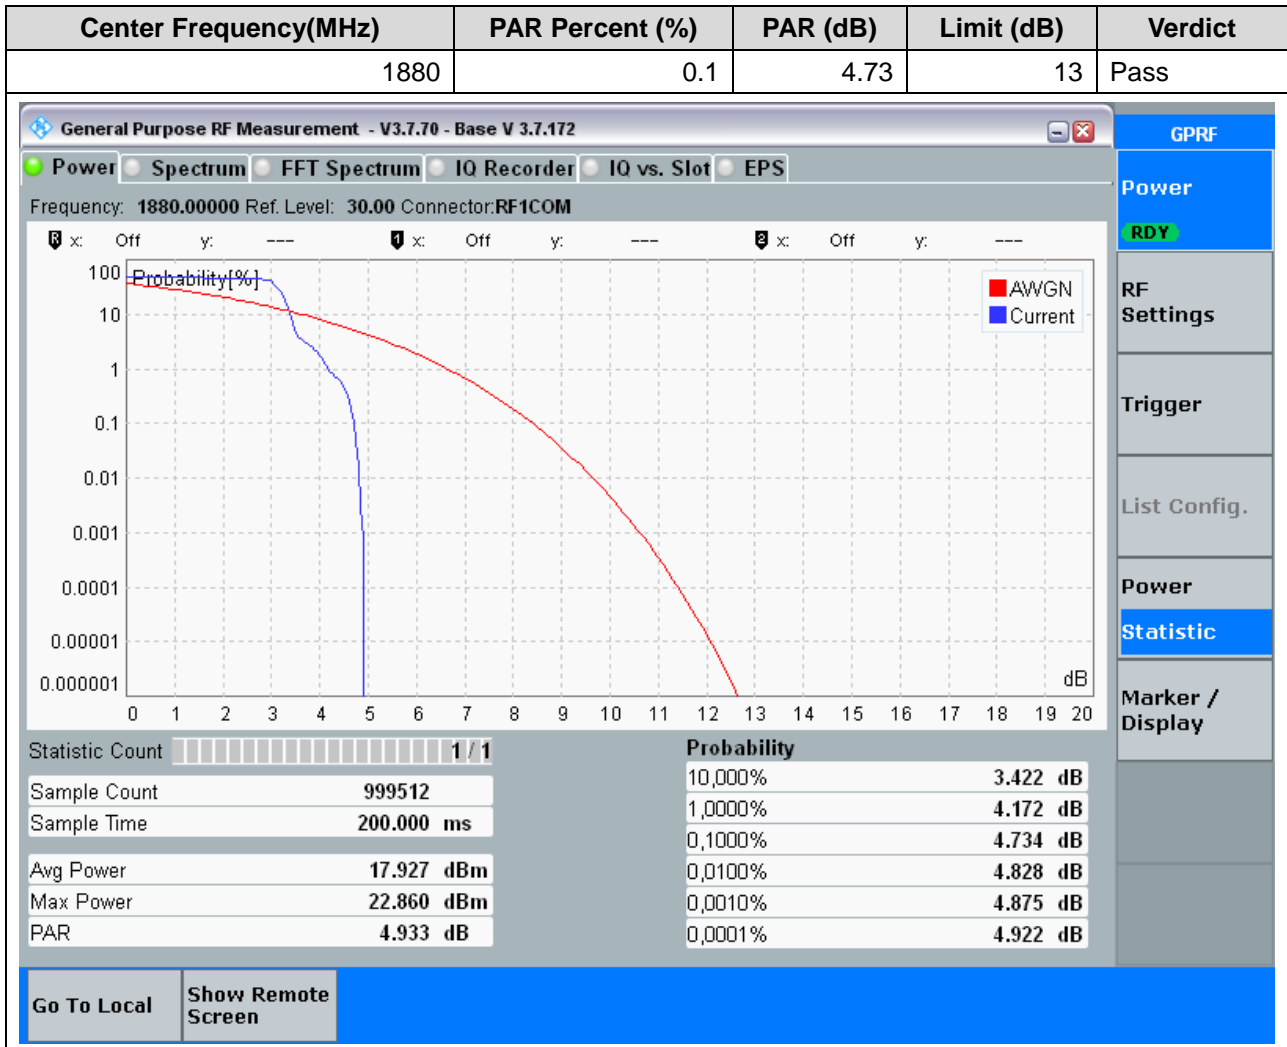 Center Frequency(MHz) PAR Percent (%) PAR (dB) Limit (dB) Verdict
1880 0.1 4.73 13 Pass
General Purpose RF Measurement - V3.7.70 - Base V 3.7.172
GPRF
Power Spectrum FFT Spectrum IQ Recorder IQ vs. Slot EPS
Frequency: 1880.00000 Ref. Level: 30.00 Connector:RF1COM
R x: Off y: --- 1 x: Off y: --- 2 x: Off y: ---
Probability[%]
AWGN
Current
100
10
1
0.1
0.01
0.001
0.0001
0.00001
0.000001
dB
0 1 2 3 4 5 6 7 8 9 10 11 12 13 14 15 16 17 18 19 20
Statistic Count 1 / 1
Sample Count 999512
Sample Time 200.000 ms
Avg Power 17.927 dBm
Max Power 22.860 dBm
PAR 4.933 dB
Probability
10,000% 3.422 dB
1,0000% 4.172 dB
0,1000% 4.734 dB
0,0100% 4.828 dB
0,0010% 4.875 dB
0,0001% 4.922 dB
Power
RDY
RF
Settings
Trigger
List Config.
Power
Statistic
Marker /
Display
Go To Local
Show Remote
Screen